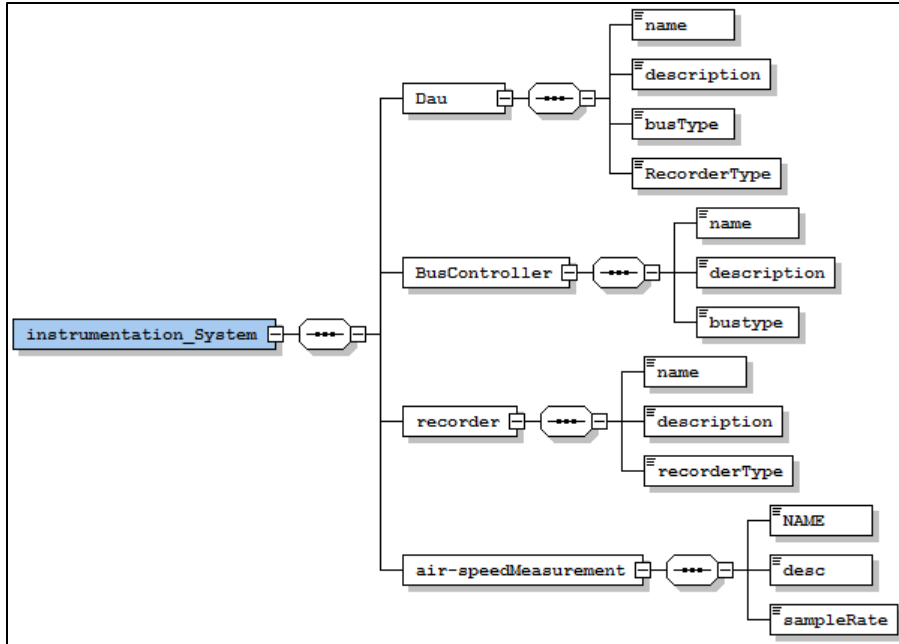 name
description
Dau
busType
RecorderType
name
description
BusController
bustype
instrumentation_System
name
description
recorder
recorderType
NAME
desc
air-speedMeasurement
sampleRate